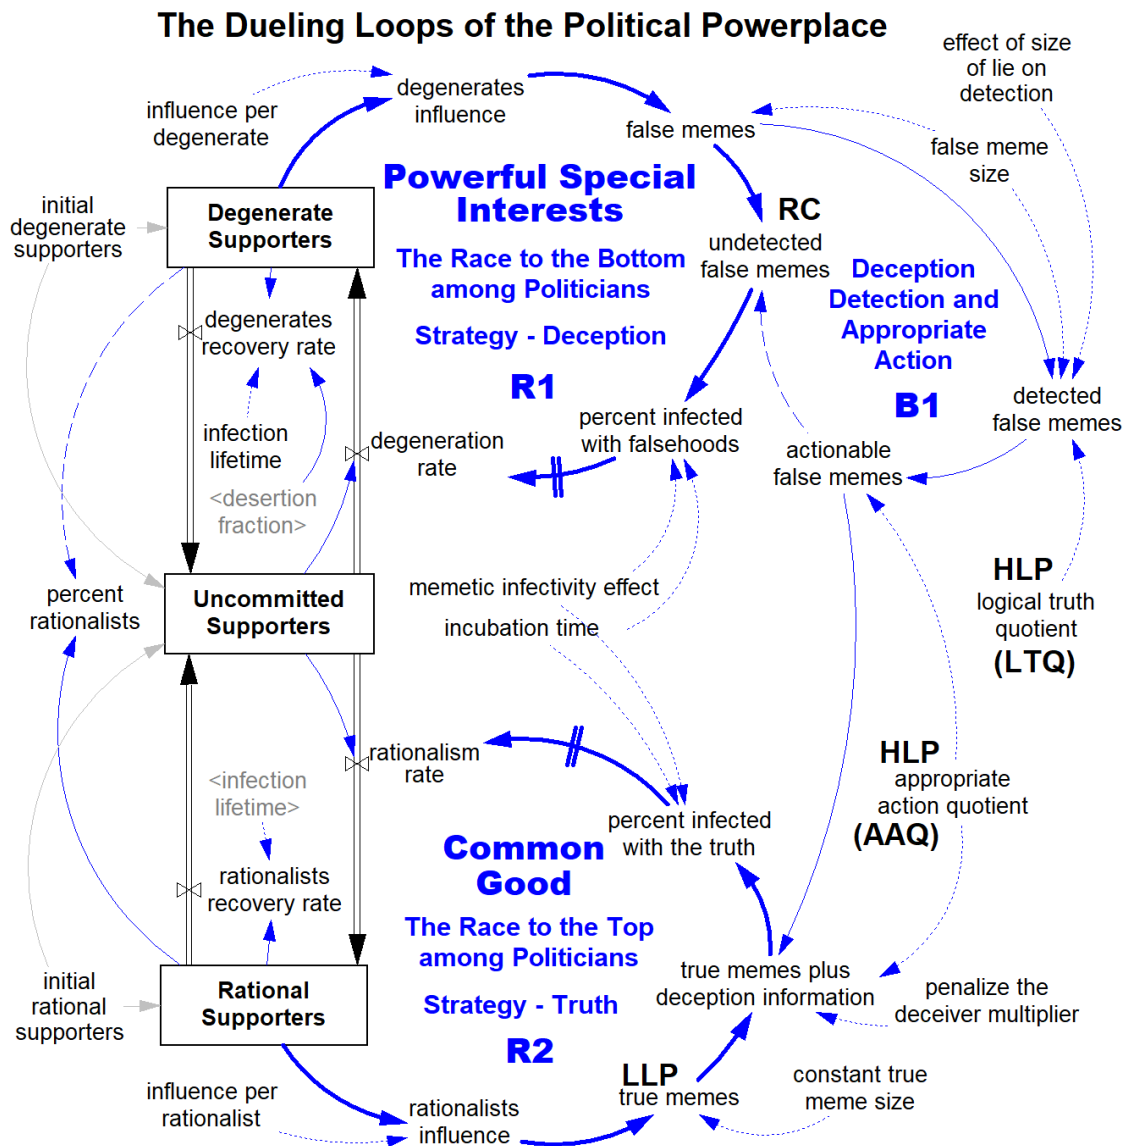 The Dueling Loops of the Political Powerplace
effect of size
of lie on
detection
influence per
degenerate
degenerates
influence
false memes
false meme
size
Powerful Special
Interests
RC
initial
degenerate
supporters
Degenerate
Supporters
undetected
false memes
The Race to the Bottom
among Politicians
Deception
Detection and
Appropriate
Action
Strategy - Deception
degenerates
recovery rate
R1
B1
detected
false memes
percent infected
with falsehoods
degeneration
rate
infection
lifetime
actionable
false memes
<desertion
fraction>
HLP
logical truth
quotient
(LTQ)
memetic infectivity effect
incubation time
percent
rationalists
Uncommitted
Supporters
rationalism
rate
HLP
appropriate
action quotient
(AAQ)
<infection
lifetime>
percent infected
with the truth
Common
Good
rationalists
recovery rate
The Race to the Top
among Politicians
true memes plus
deception information
penalize the
deceiver multiplier
initial
rational
supporters
Rational
Supporters
Strategy - Truth
R2
LLP
true memes
constant true
meme size
influence per
rationalist
rationalists
influence